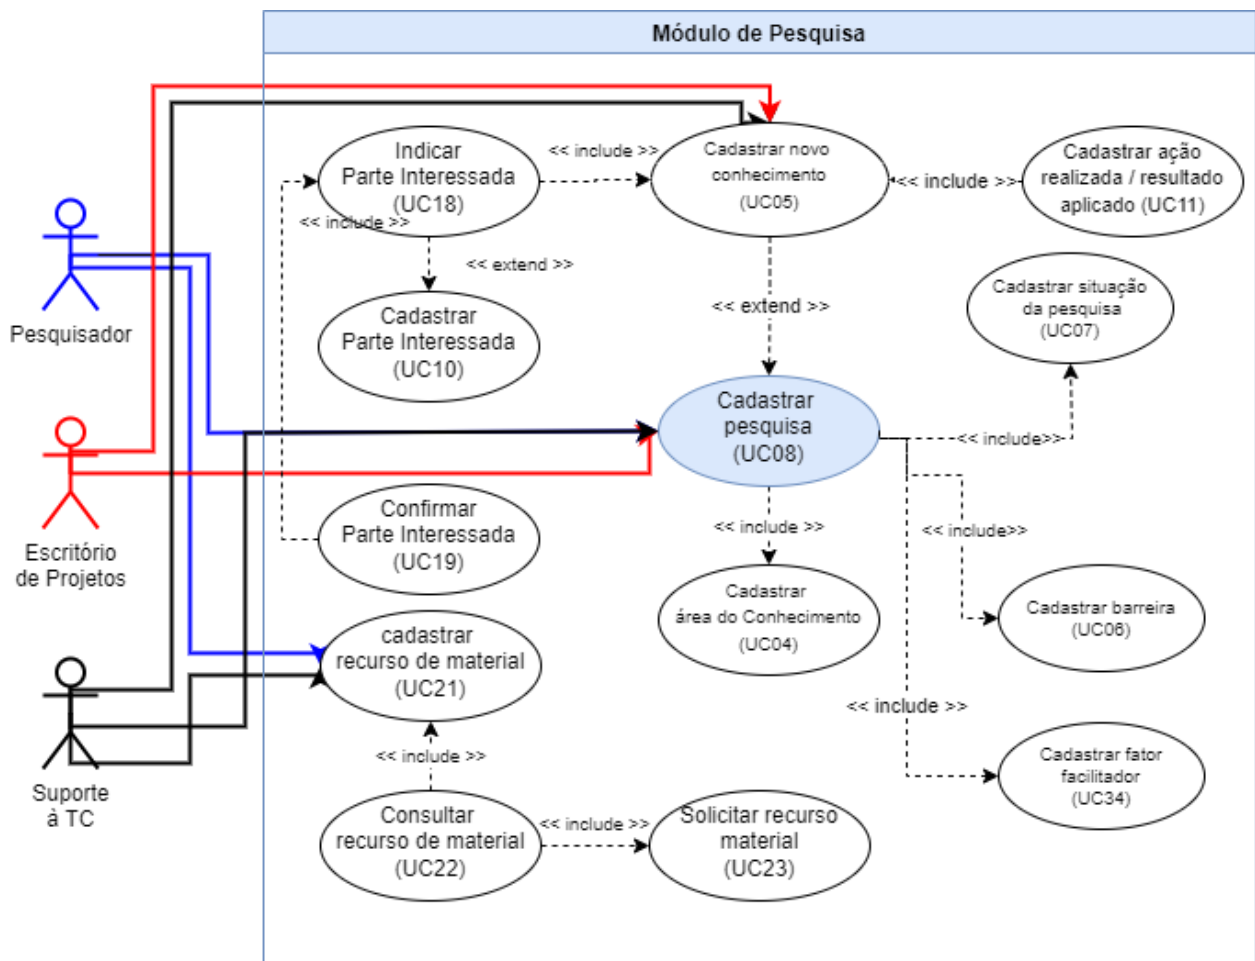 Módulo de Pesquisa
Indicar
Parte Interessada
(UC18)
<< include >>
Cadastrar novo
conhecimento
(UC05)
<< include >>
Cadastrar ação
realizada / resultado
aplicado (UC11)
<< include >>
<< extend >>
Cadastrar
Parte Interessada
(UC10)
<< extend >>
Cadastrar situação
da pesquisa
(UC07)
Pesquisador
Cadastrar
pesquisa
(UC08)
<< include>>
Escritório
de Projetos
Confirmar
Parte Interessada
(UC19)
<< include >>
<< include>>
Cadastrar
área do Conhecimento
(UC04)
Cadastrar barreira
(UC06)
cadastrar
recurso de material
(UC21)
<< include >>
Suporte
à TC
<< include >>
Cadastrar fator
facilitador
(UC34)
Consultar
recurso de material
(UC22)
<< include >>
Solicitar recurso
material
(UC23)